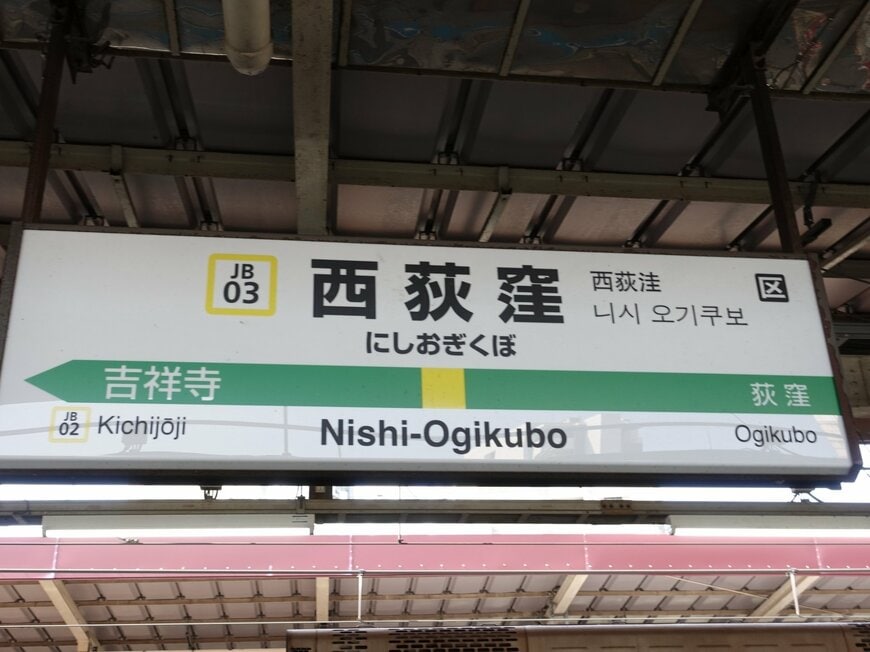 JB
03
西荻窪
西荻洼
니시 오기쿠보
区
にしおぎくぼ
吉祥寺
荻窪
JB
02
Kichijōji
Nishi-Ogikubo
Ogikubo